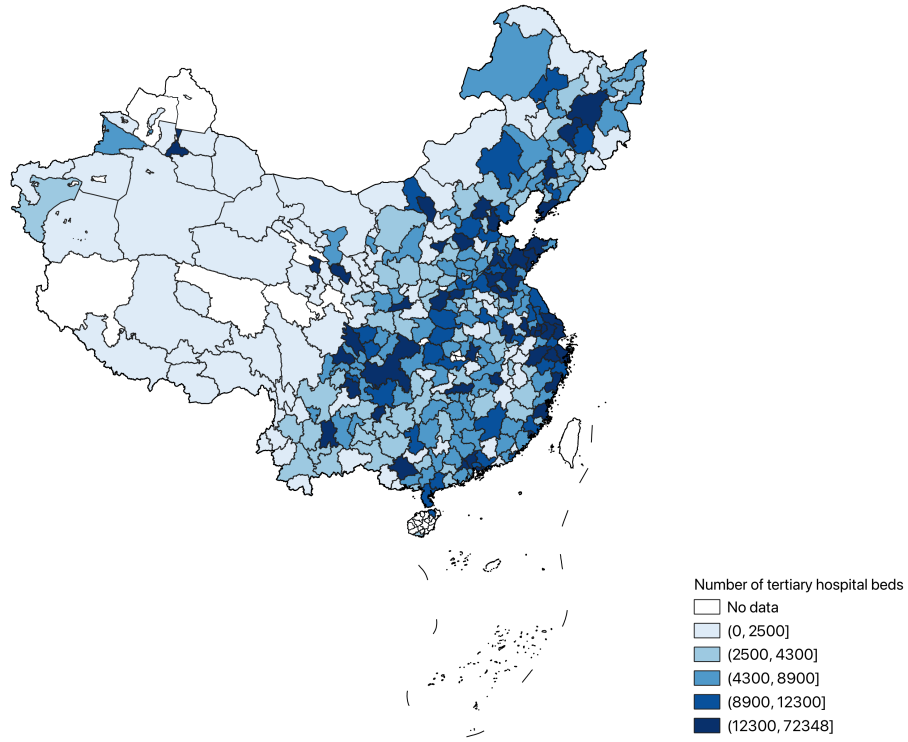 Number of tertiary hospital beds
No data
(0, 2500]
(2500, 4300]
(4300, 8900]
(8900, 12300]
(12300, 72348]